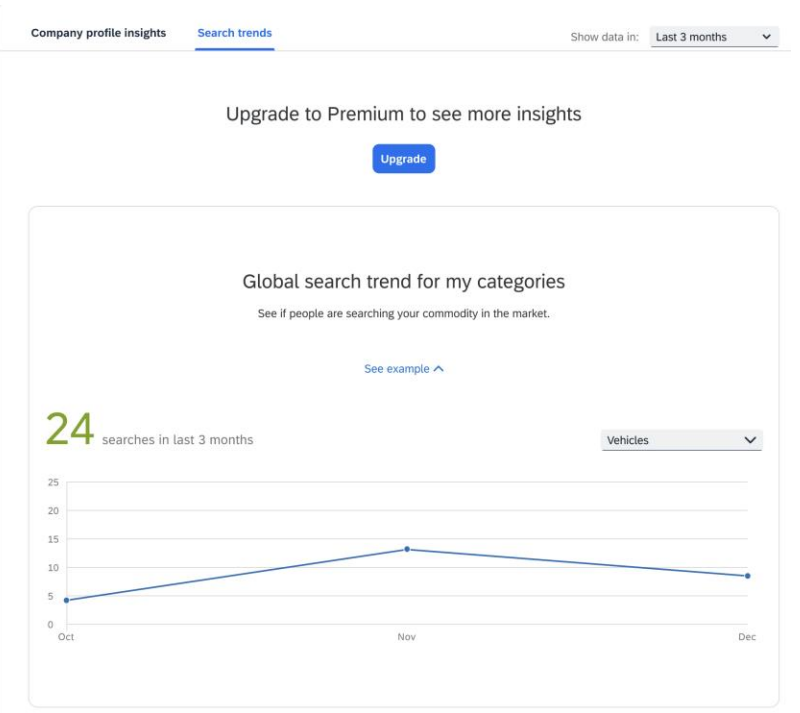 Company profile insights Search trends Show data in: Last 3 months
Upgrade to Premium to see more insights
Upgrade
Global search trend for my categories
See if people are searching your commodity in the market.
See example
24 searches in last 3 months Vehicles
25
20
15
10
5
0
Oct Nov Dec